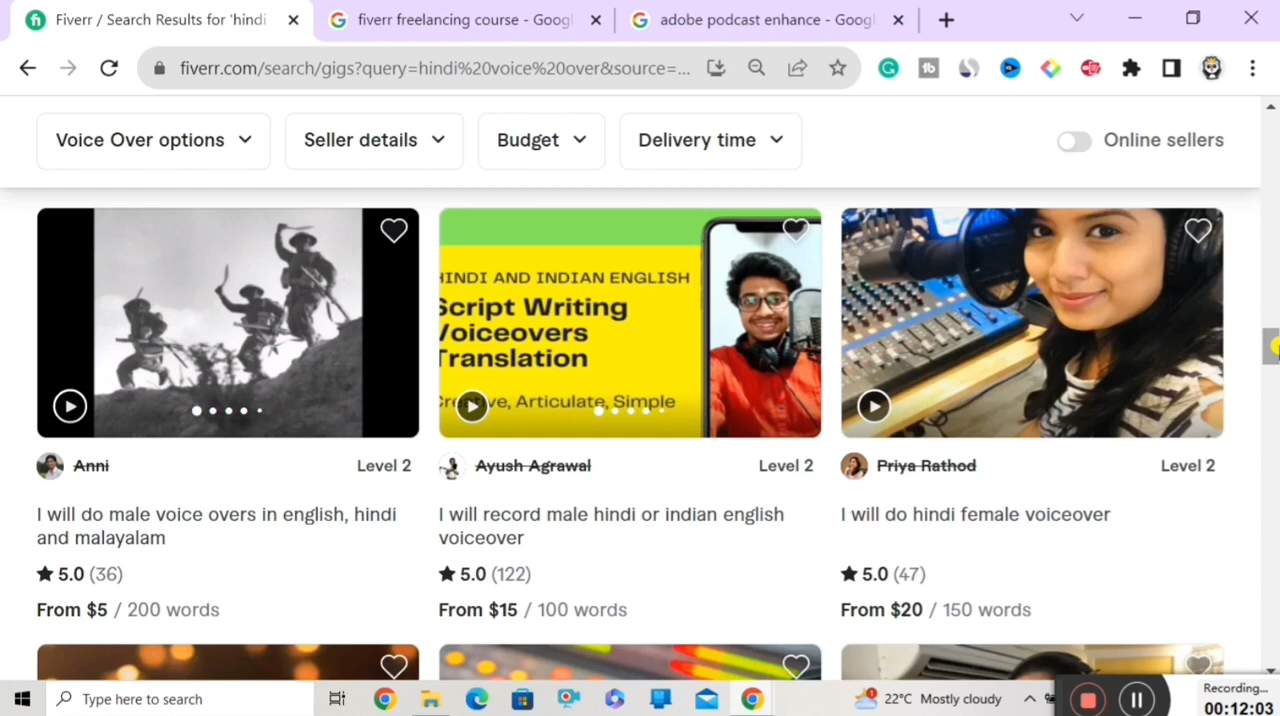 Fiverr / Search Results for 'hindi
fiverr freelancing course - Goog
adobe podcast enhance - Goog
fiverr.com/search/gigs?query=hindi%20voice%20over&source=...
Voice Over options
Seller details
Budget
Delivery time
Online sellers
HINDI AND INDIAN ENGLISH
Script Writing
Voiceovers
Translation
Creative, Articulate, Simple
Anni
Level 2
Ayush Agrawal
Level 2
Priya Rathod
Level 2
I will do male voice overs in english, hindi
and malayalam
I will record male hindi or indian english
voiceover
I will do hindi female voiceover
5.0 (36)
5.0 (122)
5.0 (47)
From $5 / 200 words
From $15 / 100 words
From $20 / 150 words
Type here to search
22°C Mostly cloudy
Recording...
00:12:03